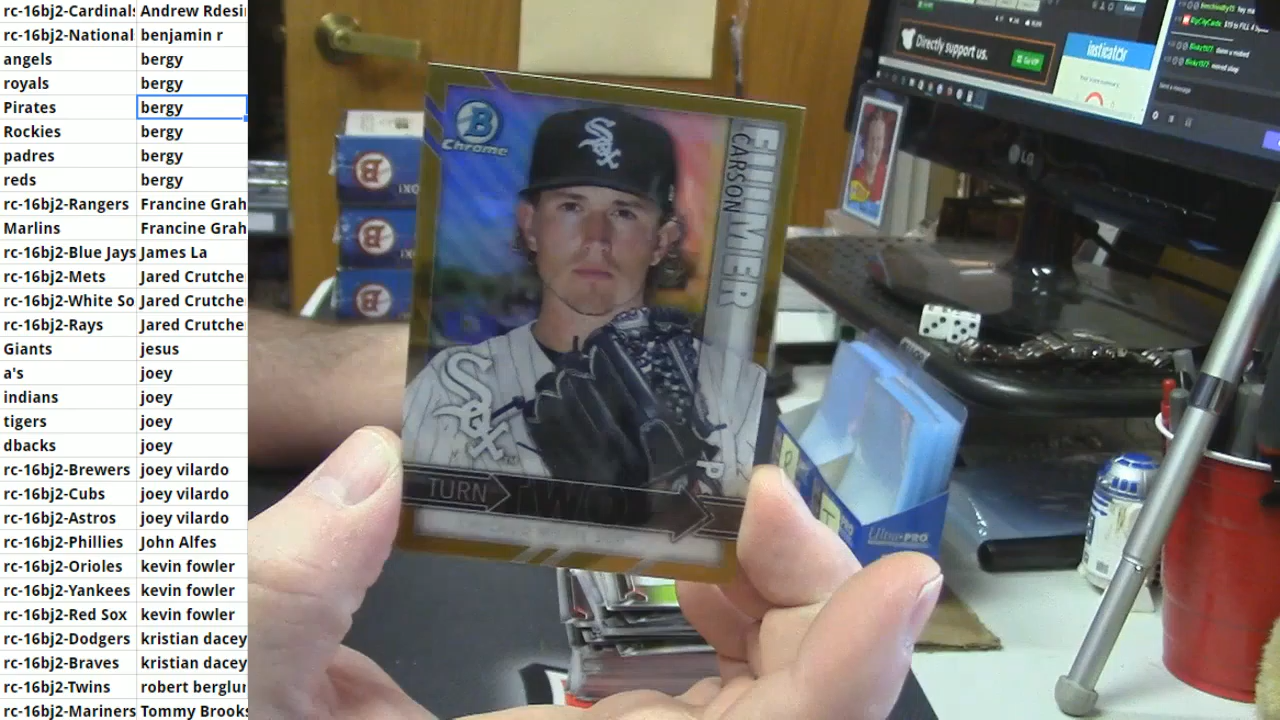 rc-16bj2-Cardinals Andrew Rdesi
rc-16bj2-National benjamin r
angels bergy
royals bergy
Pirates bergy
Rockies bergy
padres bergy
reds bergy
rc-16bj2-Rangers Francine Grah
Marlins Francine Grah
rc-16bj2-Blue Jays James La
rc-16bj2-Mets Jared Crutche
rc-16bj2-White So Jared Crutche
rc-16bj2-Rays Jared Crutche
Giants jesus
a's joey
indians joey
tigers joey
dbacks joey
rc-16bj2-Brewers joey vilardo
rc-16bj2-Cubs joey vilardo
rc-16bj2-Astros joey vilardo
rc-16bj2-Phillies John Alfes
rc-16bj2-Orioles kevin fowler
rc-16bj2-Yankees kevin fowler
rc-16bj2-Red Sox kevin fowler
rc-16bj2-Dodgers kristian dacey
rc-16bj2-Braves kristian dacey
rc-16bj2-Twins robert berglur
rc-16bj2-Mariners Tommy Brooks
B
Chrome
CARSON
FULMER
Sox
Sox
TURN TWO
P
Directly support us.
insticator
LG
Ultra-PRO
B
B
B